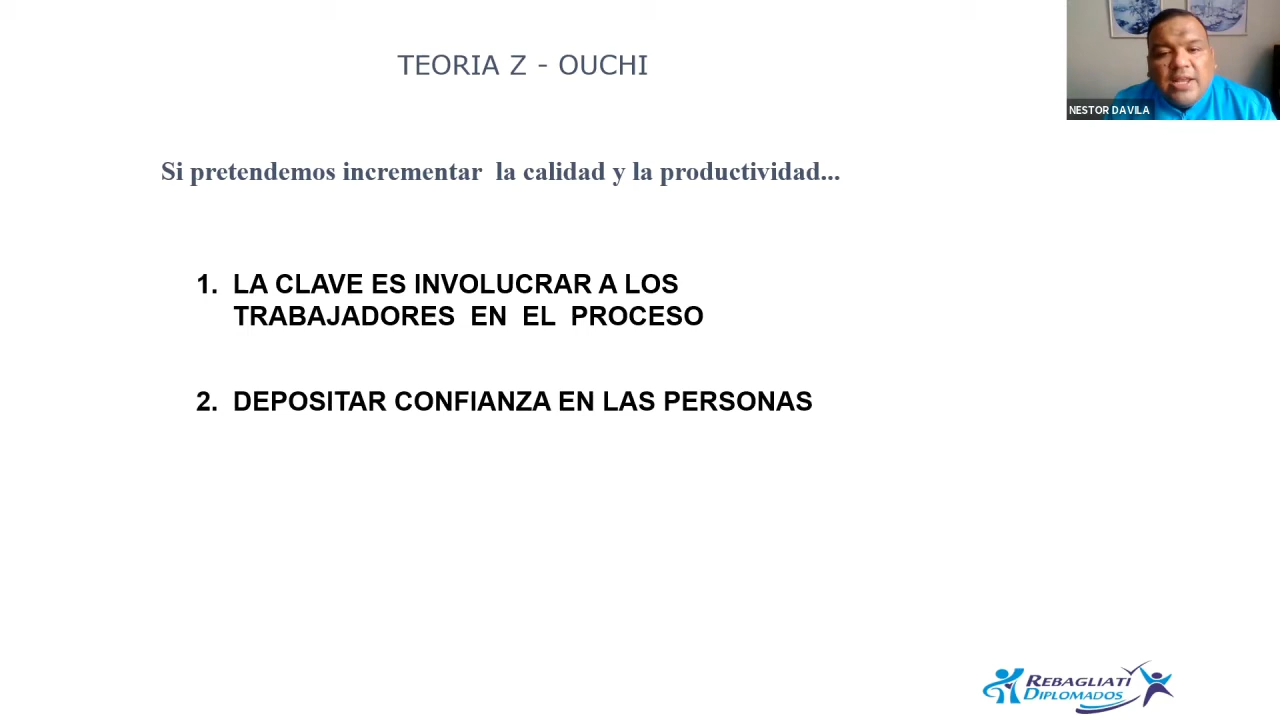 TEORIA Z - OUCHI
NESTOR DAVILA
Si pretendemos incrementar la calidad y la productividad...
1. LA CLAVE ES INVOLUCRAR A LOS
TRABAJADORES EN EL PROCESO
2. DEPOSITAR CONFIANZA EN LAS PERSONAS
REBAGLIATI
DIPLOMADOS